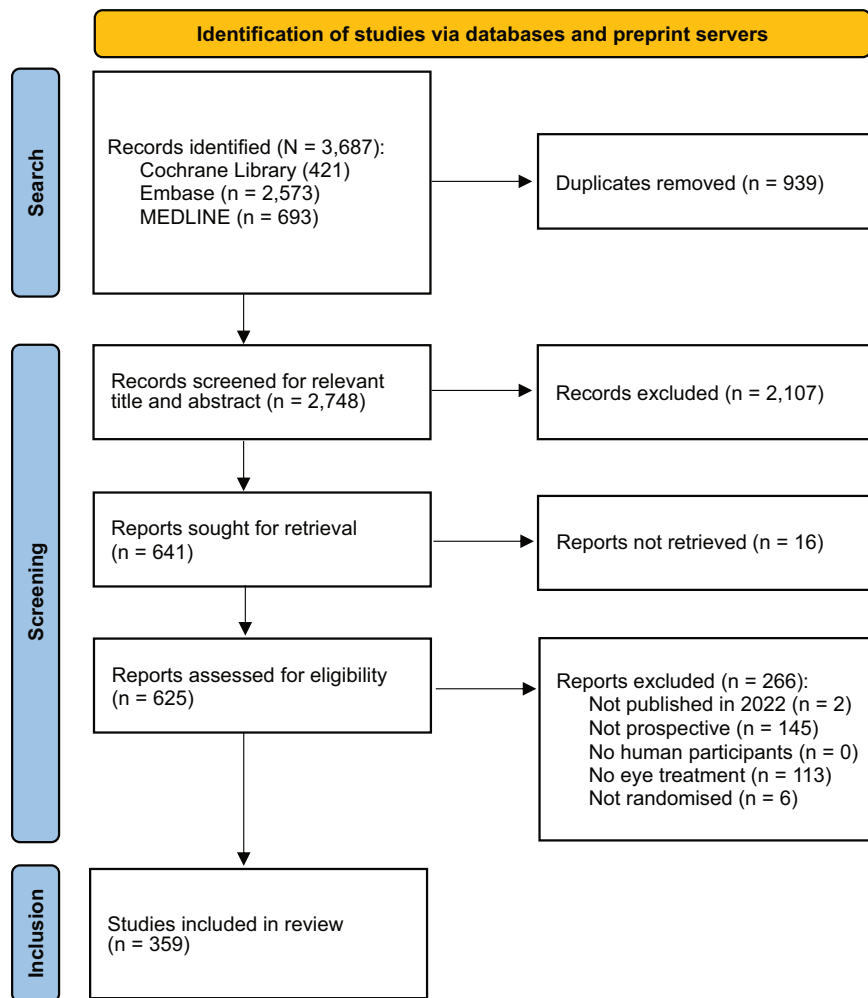 Identification of studies via databases and preprint servers
Search
Records identified (N = 3,687):
Cochrane Library (421)
Embase (n = 2,573)
MEDLINE (n = 693)
Duplicates removed (n = 939)
Screening
Records screened for relevant
title and abstract (n = 2,748)
Records excluded (n = 2,107)
Reports sought for retrieval
(n = 641)
Reports not retrieved (n = 16)
Reports assessed for eligibility
(n = 625)
Reports excluded (n = 266):
Not published in 2022 (n = 2)
Not prospective (n = 145)
No human participants (n = 0)
No eye treatment (n = 113)
Not randomised (n = 6)
Inclusion
Studies included in review
(n = 359)